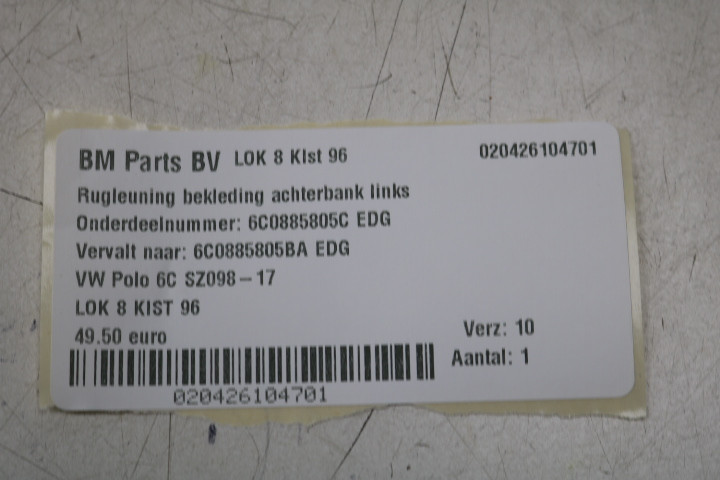 BM Parts BV LOK 8 KIst 96 020426104701
Rugleuning bekleding achterbank links
Onderdeelnummer: 6C0885805C EDG
Vervalt naar: 6C0885805BA EDG
VW Polo 6C SZ098-17
LOK 8 KIST 96
49.50 euro Verz: 10
Aantal: 1
020426104701